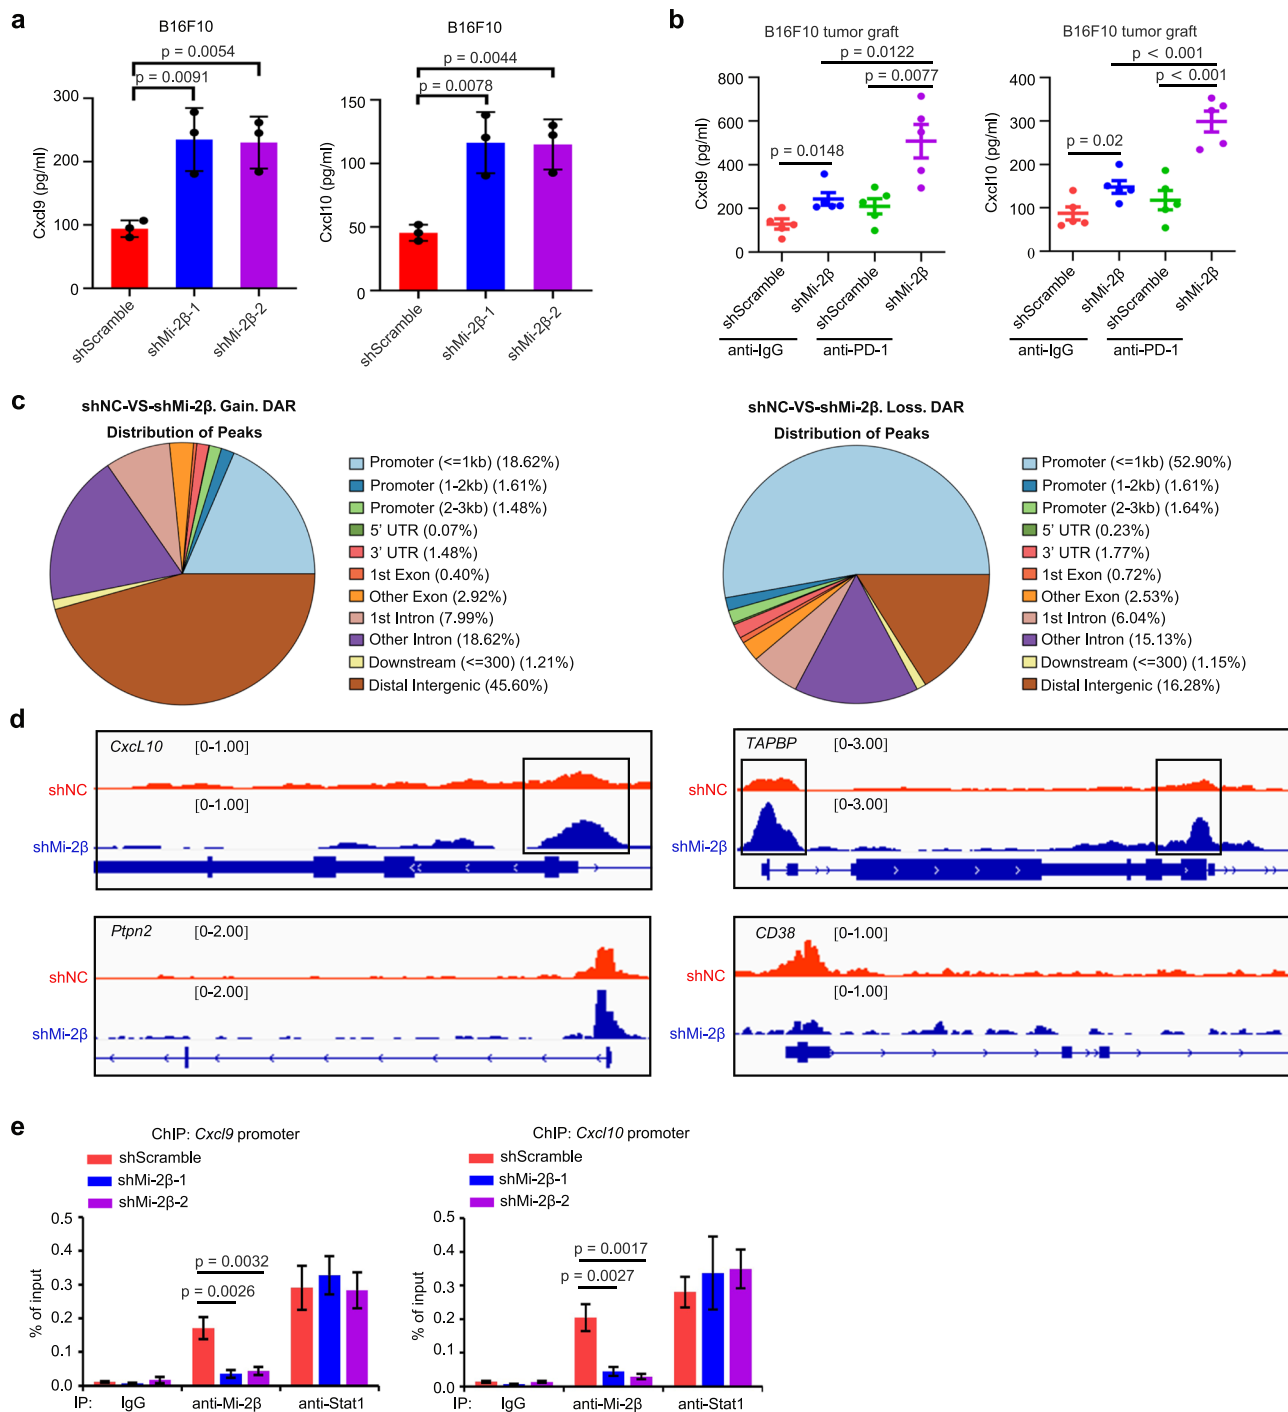 a
B16F10
p = 0.0054
p = 0.0091
Cxcl9 (pg/ml)
300
200
100
0
shScramble
shMi-2β-1
shMi-2β-2
B16F10
p = 0.0044
p = 0.0078
Cxcl10 (pg/ml)
150
100
50
0
shScramble
shMi-2β-1
shMi-2β-2
b
B16F10 tumor graft
p = 0.0122
p = 0.0077
p = 0.0148
Cxcl9 (pg/ml)
800
600
400
200
0
shScramble
shMi-2β
shScramble
shMi-2β
anti-IgG
anti-PD-1
B16F10 tumor graft
p < 0.001
p < 0.001
p = 0.02
Cxcl10 (pg/ml)
400
300
200
100
0
shScramble
shMi-2β
shScramble
shMi-2β
anti-IgG
anti-PD-1
c
shNC-VS-shMi-2β. Gain. DAR
Distribution of Peaks
Promoter (<=1kb) (18.62%)
Promoter (1-2kb) (1.61%)
Promoter (2-3kb) (1.48%)
5' UTR (0.07%)
3' UTR (1.48%)
1st Exon (0.40%)
Other Exon (2.92%)
1st Intron (7.99%)
Other Intron (18.62%)
Downstream (<=300) (1.21%)
Distal Intergenic (45.60%)
shNC-VS-shMi-2β. Loss. DAR
Distribution of Peaks
Promoter (<=1kb) (52.90%)
Promoter (1-2kb) (1.61%)
Promoter (2-3kb) (1.64%)
5' UTR (0.23%)
3' UTR (1.77%)
1st Exon (0.72%)
Other Exon (2.53%)
1st Intron (6.04%)
Other Intron (15.13%)
Downstream (<=300) (1.15%)
Distal Intergenic (16.28%)
d
CxcL10 [0-1.00]
shNC
[0-1.00]
shMi-2β
TAPBP [0-3.00]
shNC
[0-3.00]
shMi-2β
Ptpn2 [0-2.00]
shNC
[0-2.00]
shMi-2β
CD38 [0-1.00]
shNC
[0-1.00]
shMi-2β
e
ChIP: Cxcl9 promoter
shScramble
shMi-2β-1
shMi-2β-2
% of input
0.5
0.4
0.3
0.2
0.1
0.0
p = 0.0032
p = 0.0026
IP: IgG anti-Mi-2β anti-Stat1
ChIP: Cxcl10 promoter
shScramble
shMi-2β-1
shMi-2β-2
% of input
0.5
0.4
0.3
0.2
0.1
0.0
p = 0.0017
p = 0.0027
IP: IgG anti-Mi-2β anti-Stat1